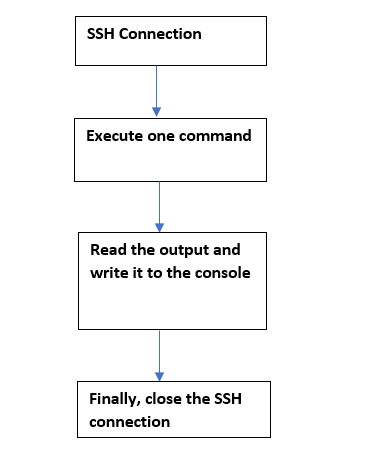 SSH Connection
Execute one command
Read the output and
write it to the console
Finally, close the SSH
connection